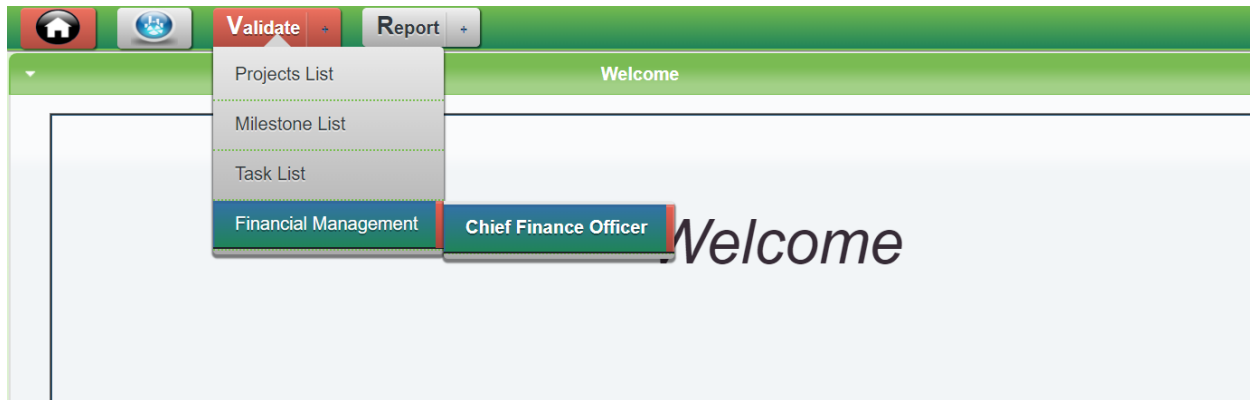 Validate +
Report +
Welcome
Projects List
Milestone List
Task List
Financial Management
Chief Finance Officer
Welcome